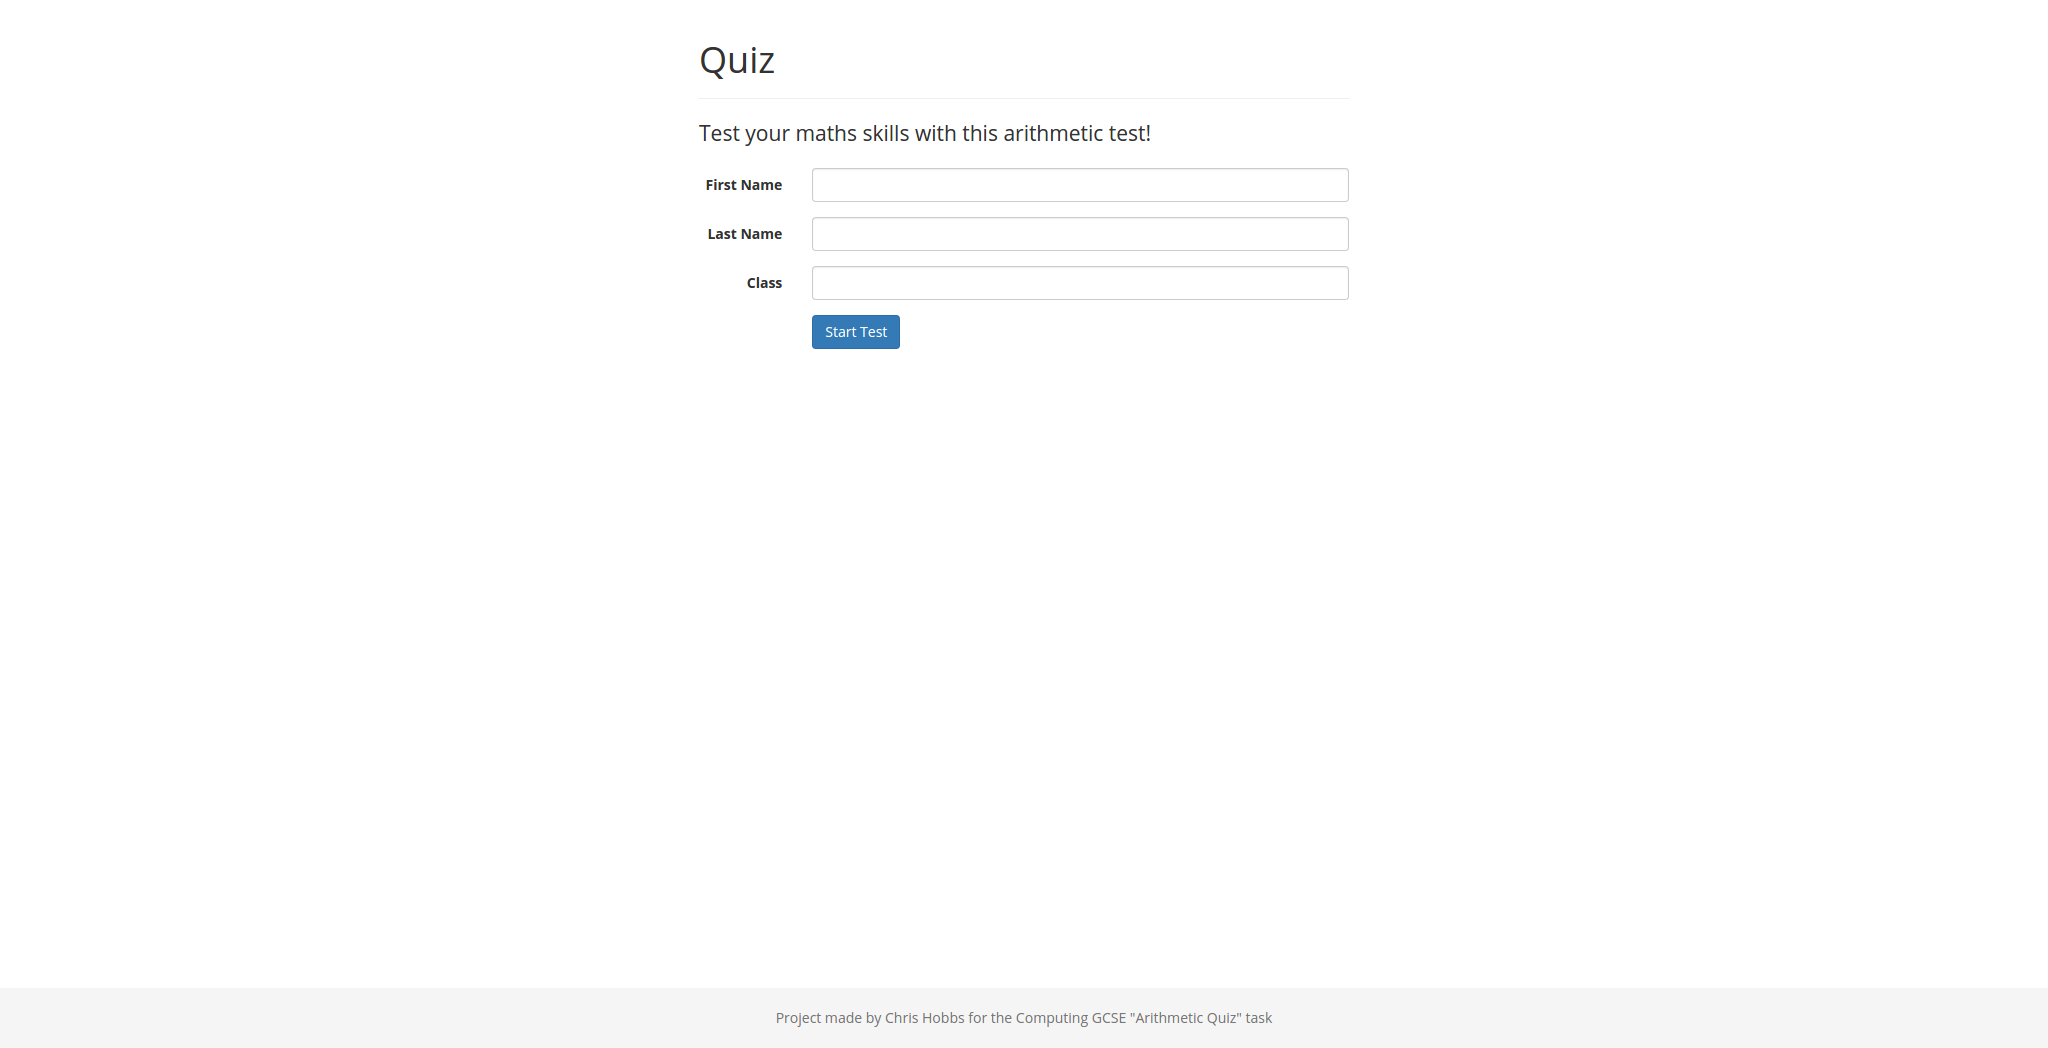 Quiz
Test your maths skills with this arithmetic test!
First Name
Last Name
Class
Start Test
Project made by Chris Hobbs for the Computing GCSE "Arithmetic Quiz" task